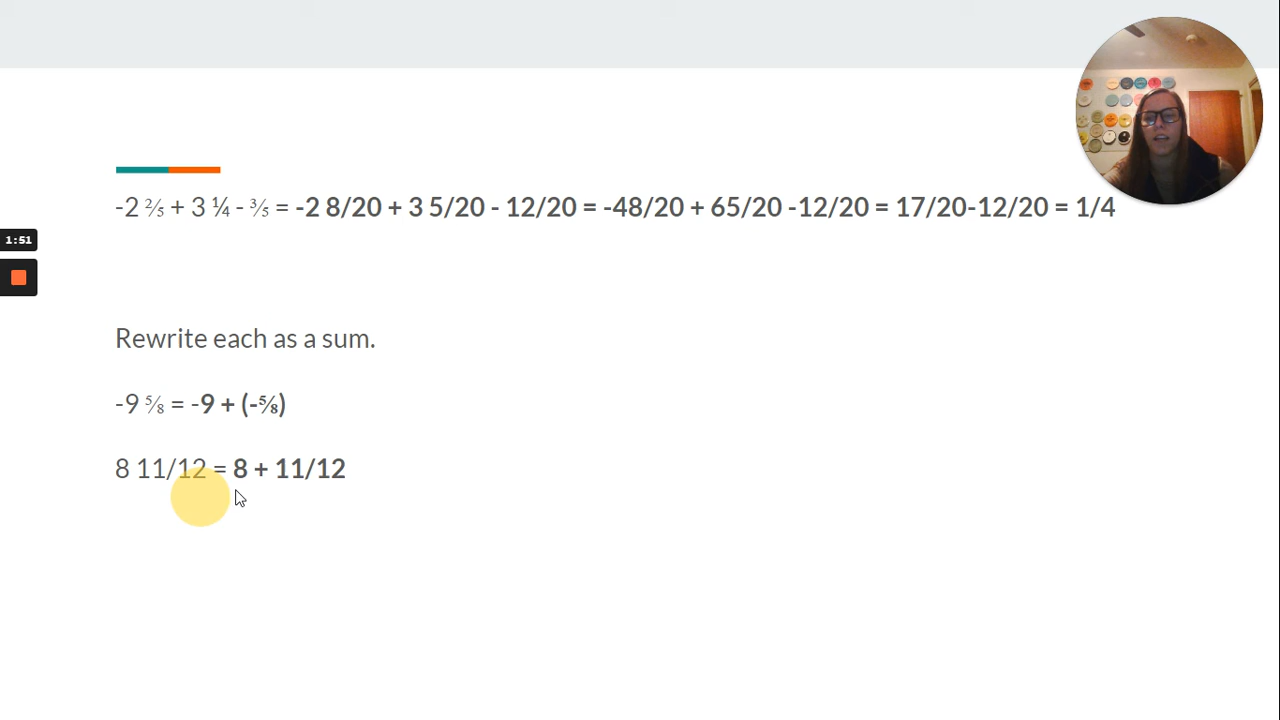 -2 ⅖ + 3 ¼ - ⅗ = -2 8/20 + 3 5/20 - 12/20 = -48/20 + 65/20 -12/20 = 17/20-12/20 = 1/4
1:51
Rewrite each as a sum.
-9 ⅝ = -9 + (-⅝)
8 11/12 = 8 + 11/12